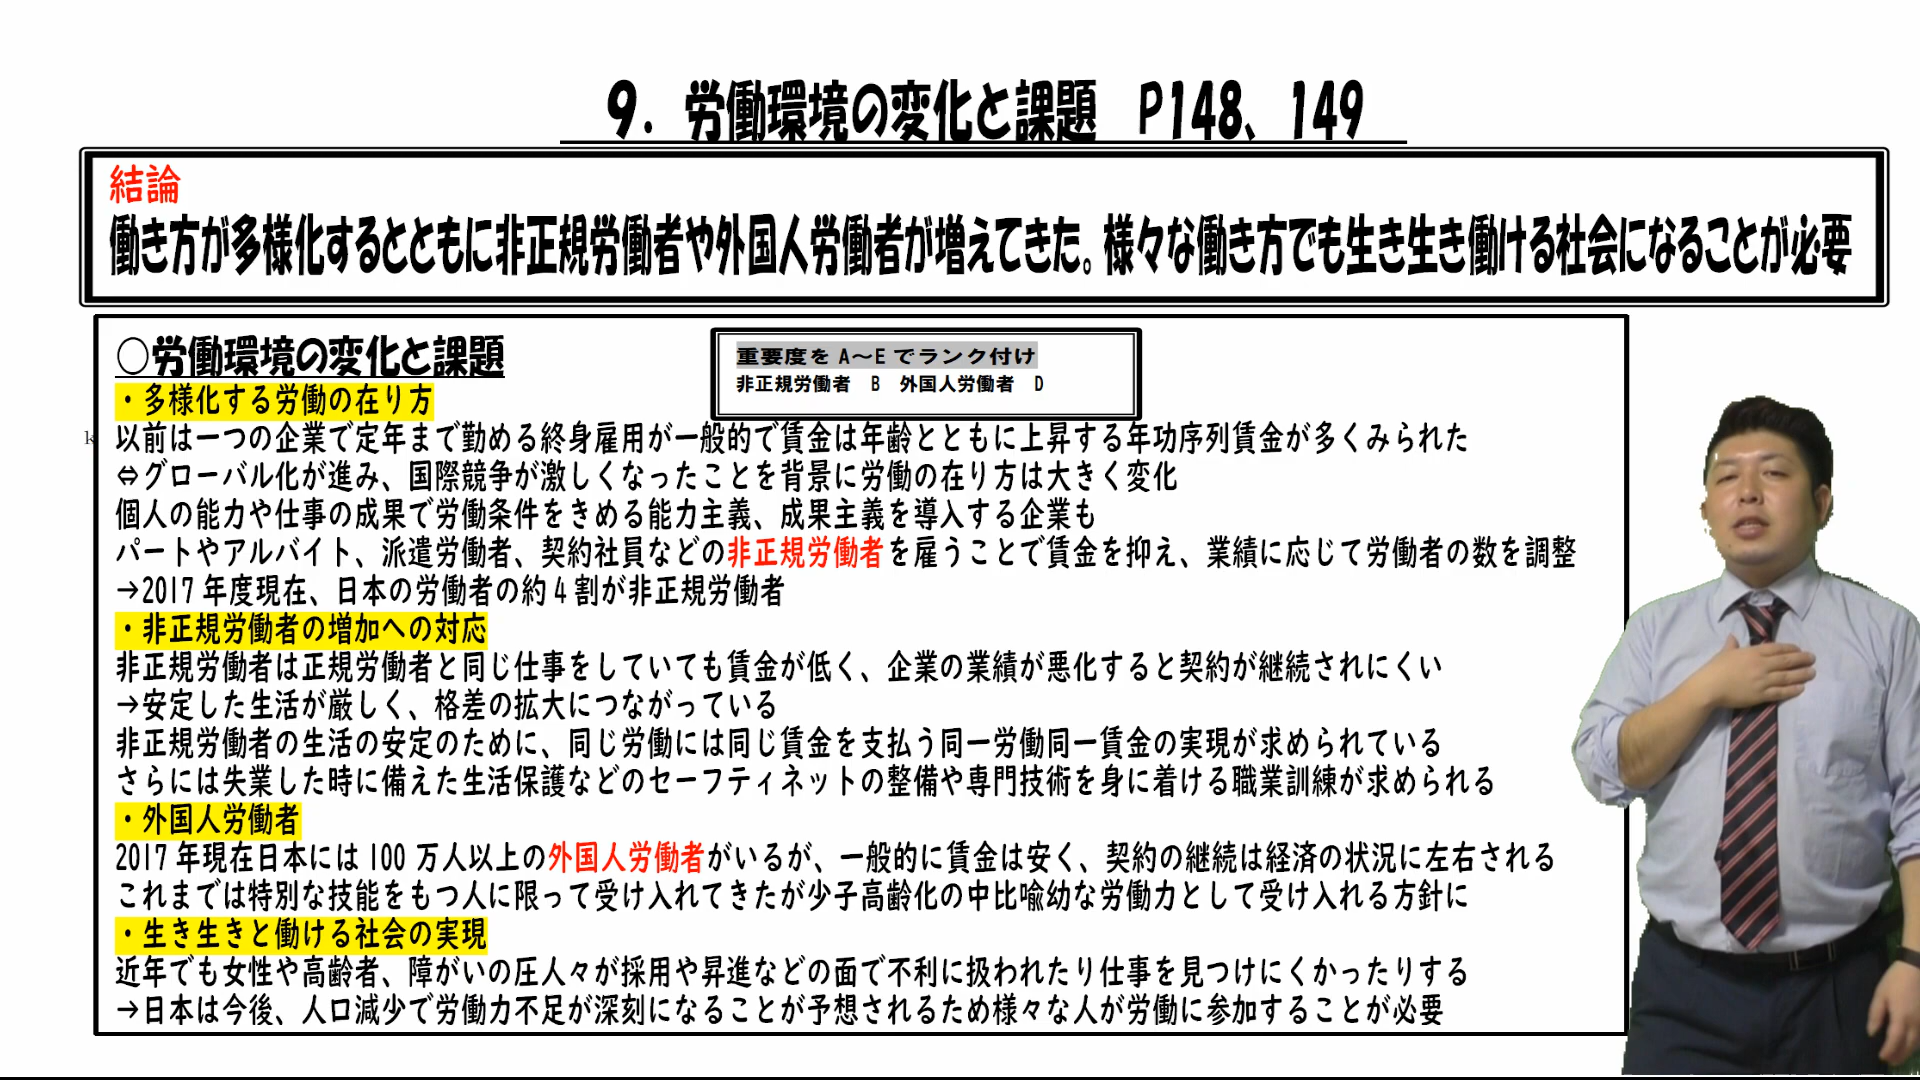 9．労働環境の変化と課題　P148、149
結論
働き方が多様化するとともに非正規労働者や外国人労働者が増えてきた。様々な働き方でも生き生き働ける社会になることが必要
○労働環境の変化と課題
重要度を A～E でランク付け
非正規労働者　B　外国人労働者　D
・多様化する労働の在り方
k
以前は一つの企業で定年まで勤める終身雇用が一般的で賃金は年齢とともに上昇する年功序列賃金が多くみられた
⇔グローバル化が進み、国際競争が激しくなったことを背景に労働の在り方は大きく変化
個人の能力や仕事の成果で労働条件をきめる能力主義、成果主義を導入する企業も
パートやアルバイト、派遣労働者、契約社員などの非正規労働者を雇うことで賃金を抑え、業績に応じて労働者の数を調整
→2017 年度現在、日本の労働者の約 4 割が非正規労働者
・非正規労働者の増加への対応
非正規労働者は正規労働者と同じ仕事をしていても賃金が低く、企業の業績が悪化すると契約が継続されにくい
→安定した生活が厳しく、格差の拡大につながっている
非正規労働者の生活の安定のために、同じ労働には同じ賃金を支払う同一労働同一賃金の実現が求められている
さらには失業した時に備えた生活保護などのセーフティネットの整備や専門技術を身に着ける職業訓練が求められる
・外国人労働者
2017 年現在日本には 100 万人以上の外国人労働者がいるが、一般的に賃金は安く、契約の継続は経済の状況に左右される
これまでは特別な技能をもつ人に限って受け入れてきたが少子高齢化の中比喩幼な労働力として受け入れる方針に
・生き生きと働ける社会の実現
近年でも女性や高齢者、障がいの圧人々が採用や昇進などの面で不利に扱われたり仕事を見つけにくかったりする
→日本は今後、人口減少で労働力不足が深刻になることが予想されるため様々な人が労働に参加することが必要